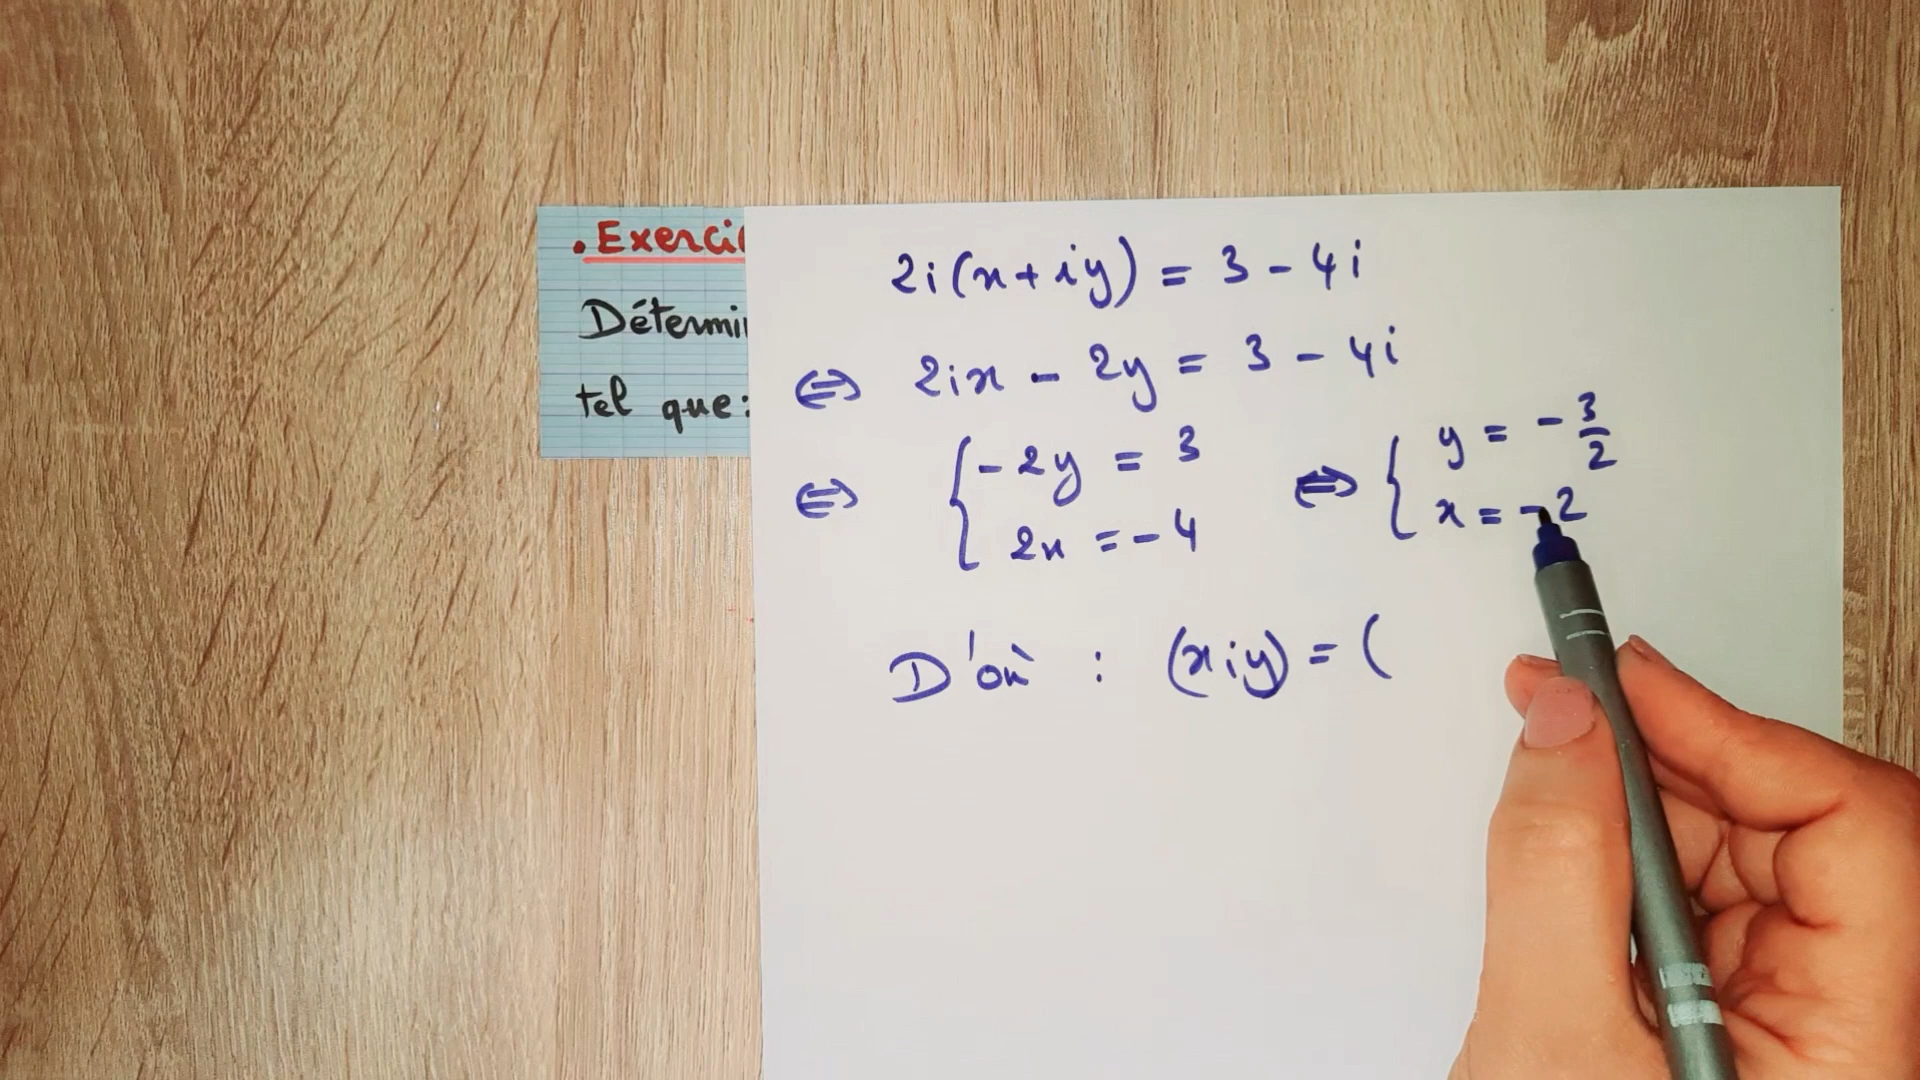 . Exerci
Détermi
tel que:
2i(x+iy) = 3 - 4i
⇔ 2ix - 2y = 3 - 4i
⇔ { -2y = 3 ⇔ { y = -3/2
2x = -4 x = -2
D'où : (x;y) = (